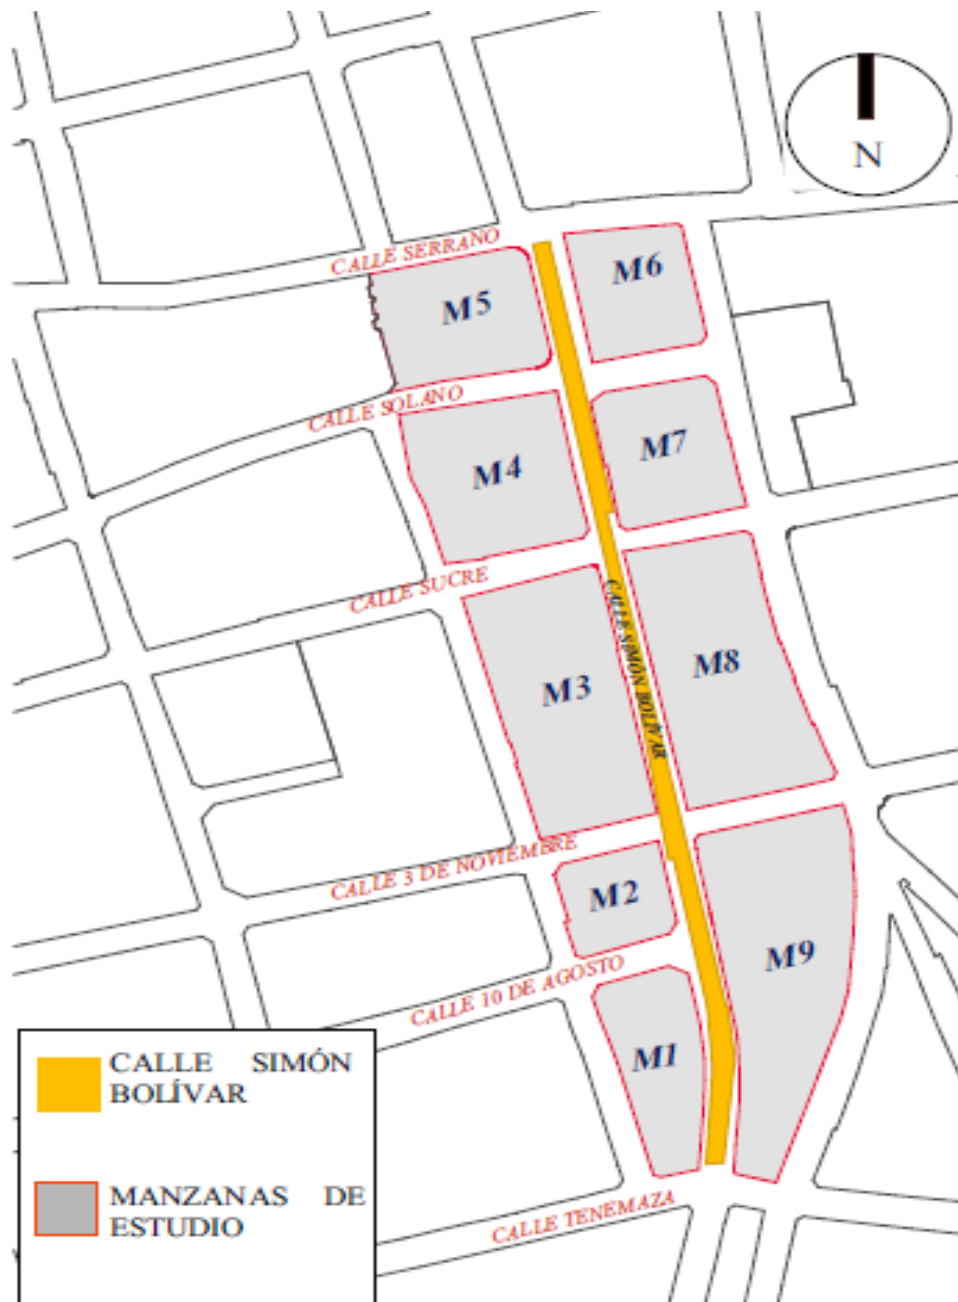 N
CALLE SERRANO
M6
M5
CALLE SOLANO
M7
M4
CALLE SUCRE
CALLE SIMÓN BOLÍVAR
M8
M3
CALLE 3 DE NOVIEMBRE
M2
M9
CALLE 10 DE AGOSTO
M1
CALLE TENEMAZA
CALLE SIMÓN
BOLÍVAR
MANZANAS DE
ESTUDIO